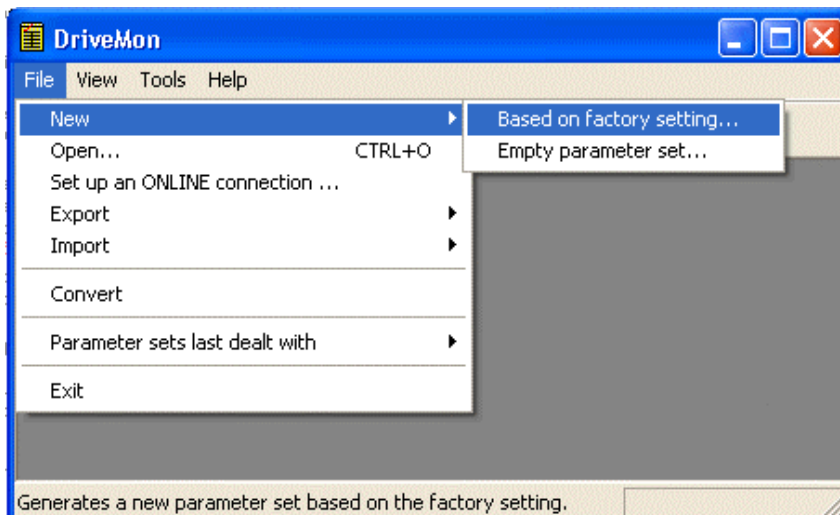 DriveMon
File View Tools Help
New
Based on factory setting...
Open... CTRL+O
Empty parameter set...
Set up an ONLINE connection ...
Export
Import
Convert
Parameter sets last dealt with
Exit
Generates a new parameter set based on the factory setting.